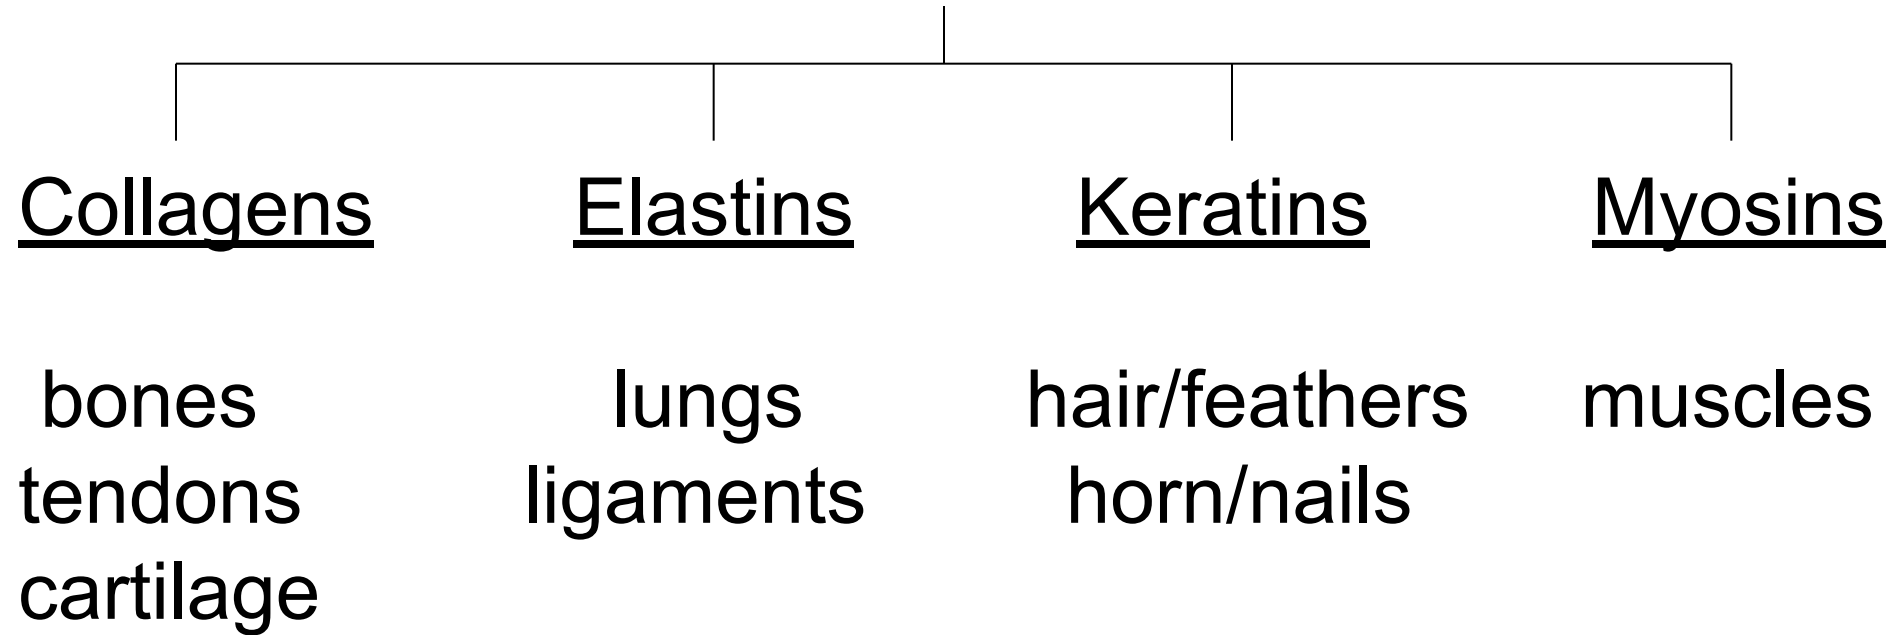 Collagens Elastins Keratins Myosins
bones lungs hair/feathers muscles
tendons ligaments horn/nails
cartilage